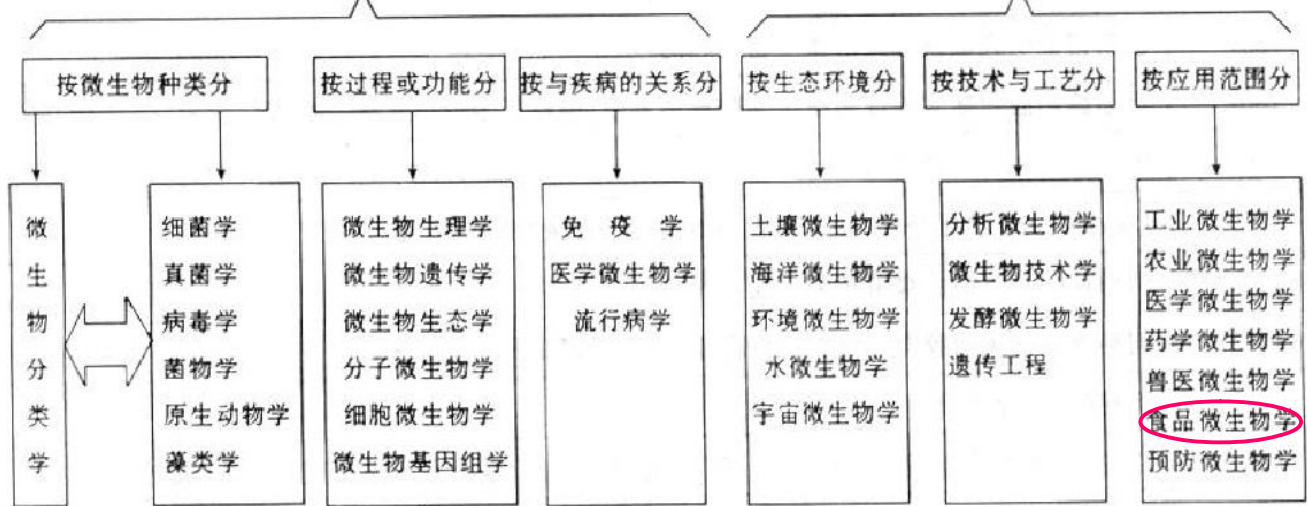 按微生物种类分
按过程或功能分
按与疾病的关系分
按生态环境分
按技术与工艺分
按应用范围分
微生物分类学
细菌学
真菌学
病毒学
菌物学
原生动物学
藻类学
微生物生理学
微生物遗传学
微生物生态学
分子微生物学
细胞微生物学
微生物基因组学
免疫学
医学微生物学
流行病学
土壤微生物学
海洋微生物学
环境微生物学
水微生物学
宇宙微生物学
分析微生物学
微生物技术学
发酵微生物学
遗传工程
工业微生物学
农业微生物学
医学微生物学
药学微生物学
兽医微生物学
食品微生物学
预防微生物学